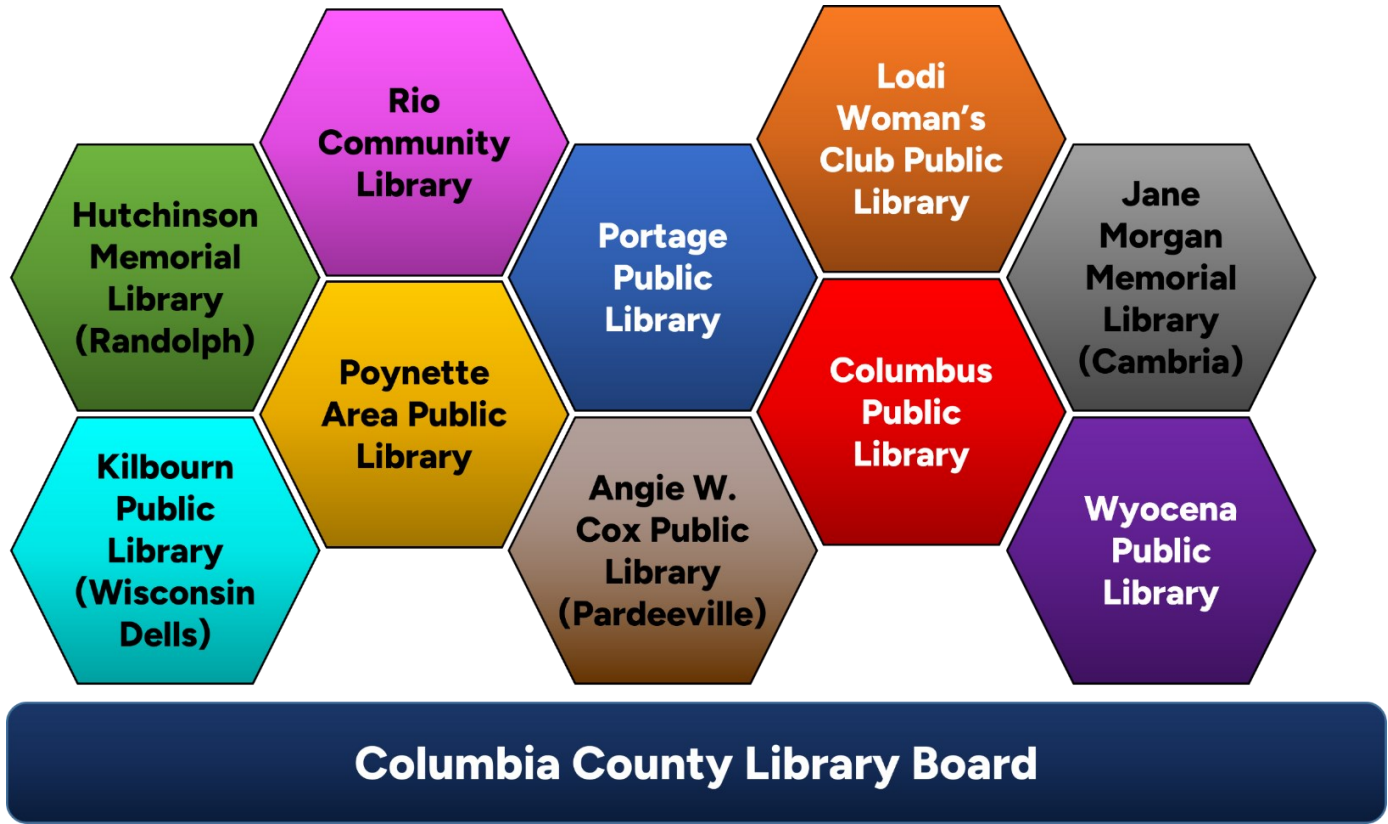 Rio
Community
Library
Lodi
Woman’s
Club Public
Library
Hutchinson
Memorial
Library
(Randolph)
Portage
Public
Library
Jane
Morgan
Memorial
Library
(Cambria)
Poynette
Area Public
Library
Columbus
Public
Library
Kilbourn
Public
Library
(Wisconsin
Dells)
Angie W.
Cox Public
Library
(Pardeeville)
Wyocena
Public
Library
Columbia County Library Board